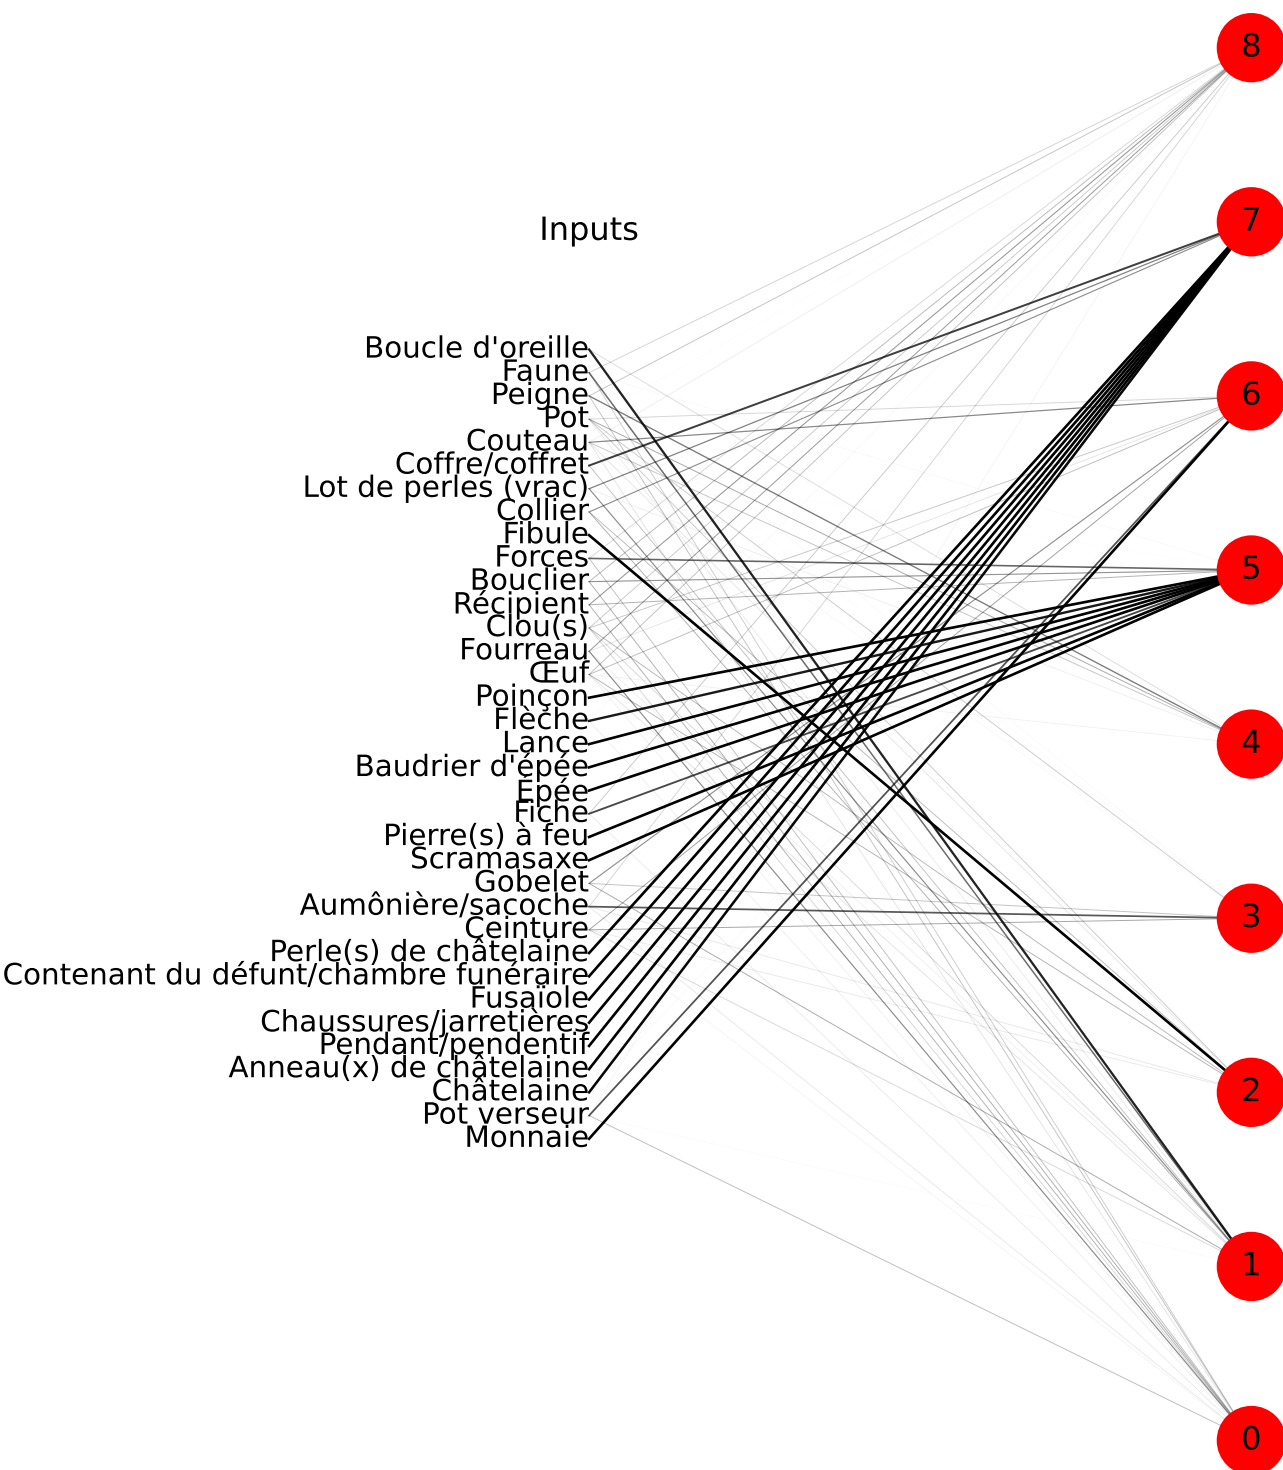 8
7
Inputs
Boucle d'oreille
Faune
Peigne
Pot
6
Couteau
Coffre/coffret
Lot de perles (vrac)
Collier
Fibule
Forces
5
Bouclier
Récipient
Clou(s)
Fourreau
Œuf
Poinçon
Flèche
Lance
4
Baudrier d'épée
Epée
Fiche
Pierre(s) à feu
Scramasaxe
Gobelet
Aumônière/sacoche
3
Ceinture
Perle(s) de châtelaine
Contenant du défunt/chambre funéraire
Fusaïole
Chaussures/jarretières
Pendant/pendentif
Anneau(x) de châtelaine
Châtelaine
2
Pot verseur
Monnaie
1
0